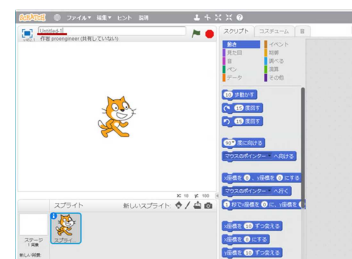 SCRATCH ファイル▼ 編集▼ ヒント 説明
Untitled-7
作者 proenginer (共有していない)
スクリプト コスチューム 音
動き イベント
見た目 制御
音 調べる
ペン 演算
データ その他
10 歩動かす
15 度回す
15 度回す
90▼ 度に向ける
マウスのポインター へ向ける
x座標を 0 、y座標を 0 にする
マウスのポインター へ行く
1 秒でx座標を 0 に、y座標を
x座標を 10 ずつ変える
x座標を 0 にする
y座標を 10 ずつ変える
スプライト 新しいスプライト:
ステージ
スプライ...
新しい背景: